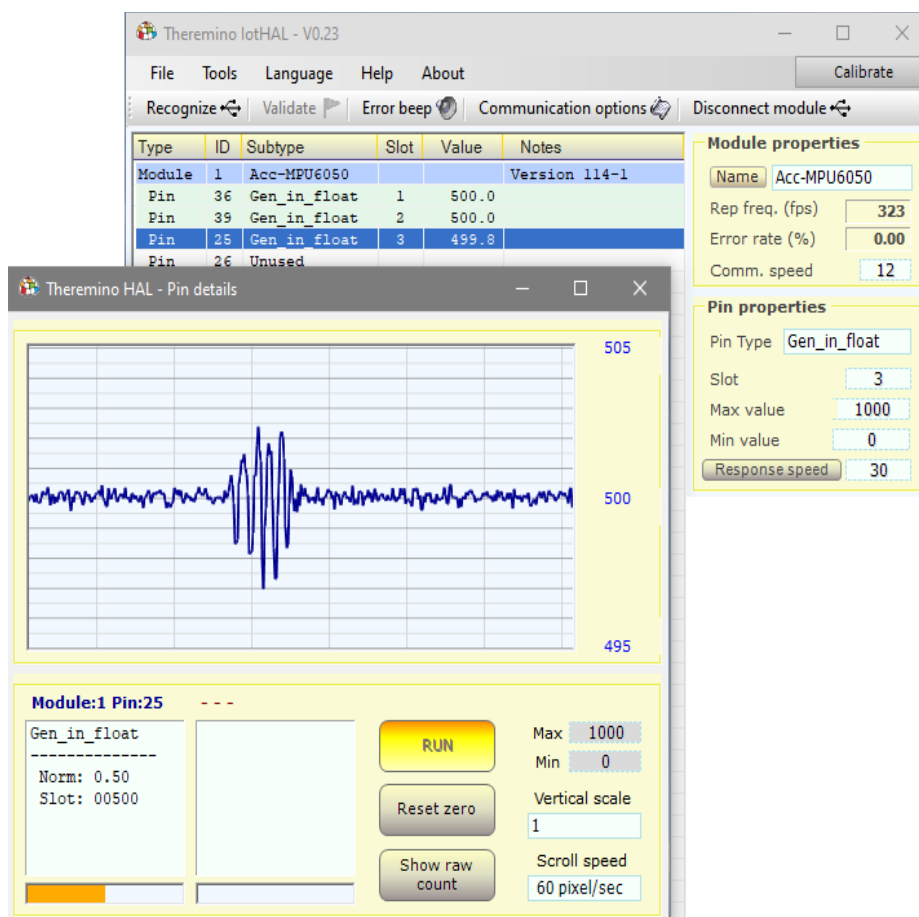 Theremino IotHAL - V0.23
File Tools Language Help About Calibrate
Recognize Validate Error beep Communication options Disconnect module
Type ID Subtype Slot Value Notes
Module 1 Acc-MPU6050 Version 114-1
Pin 36 Gen_in_float 1 500.0
Pin 39 Gen_in_float 2 500.0
Pin 25 Gen_in_float 3 499.8
Pin 26 Unused
Module properties
Name Acc-MPU6050
Rep freq. (fps) 323
Error rate (%) 0.00
Comm. speed 12
Pin properties
Pin Type Gen_in_float
Slot 3
Max value 1000
Min value 0
Response speed 30
Theremino HAL - Pin details
505
500
495
Module:1 Pin:25 - - -
Gen_in_float
--------------
Norm: 0.50
Slot: 00500
RUN
Reset zero
Show raw
count
Max 1000
Min 0
Vertical scale
1
Scroll speed
60 pixel/sec